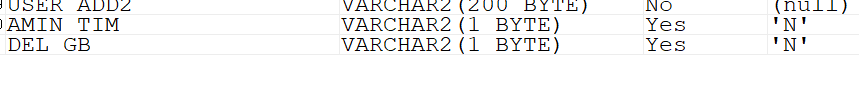 USER ADD2 VARCHAR2(200 BYTE) No (null)
AMIN TIM VARCHAR2(1 BYTE) Yes 'N'
DEL GB VARCHAR2(1 BYTE) Yes 'N'